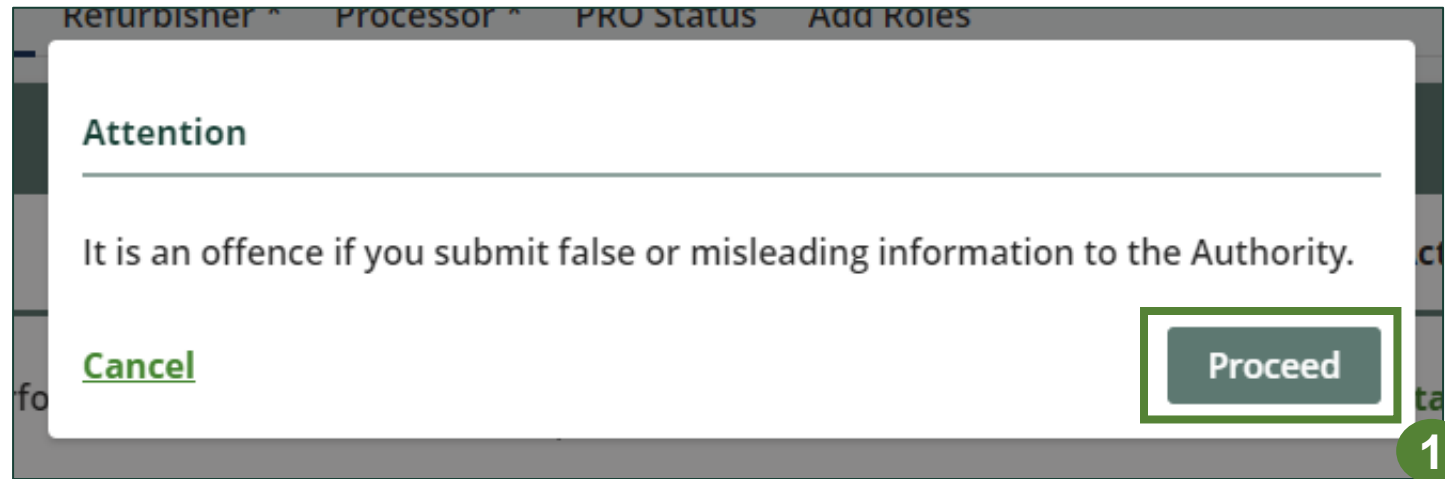 Refurbisher ^ Processor ^ PRO Status Add Roles
Attention
It is an offence if you submit false or misleading information to the Authority.
Cancel
Proceed
1